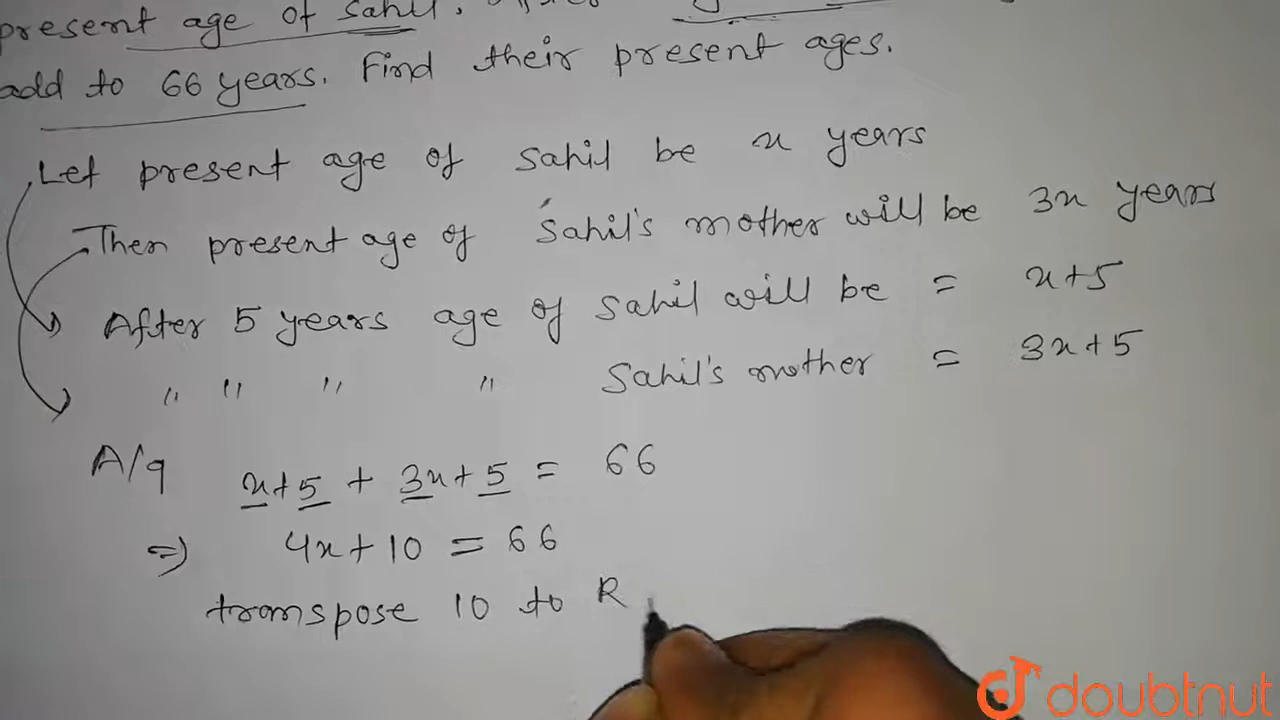 present age of Sahil.
add to 66 years. Find their present ages.
Let present age of Sahil be x years
Then present age of Sahil's mother will be 3x years
After 5 years age of Sahil will be = x+5
" " " " Sahil's mother = 3x+5
A/q x+5 + 3x+5 = 66
⇒ 4x+10 = 66
transpose 10 to R
doubtnut